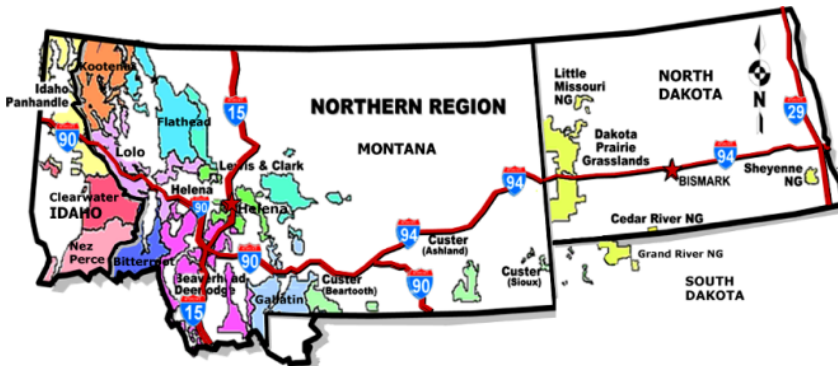 Kootenai
Idaho
Panhandle
90
Lolo
Flathead
15
NORTHERN REGION
MONTANA
Lewis & Clark
Helena
90
Helena
Clearwater
IDAHO
Nez
Perce
Bitterroot
Beaverhead
Deerlodge
15
90
Gallatin
Custer
(Beartooth)
94
Custer
(Ashland)
90
94
Custer
(Sioux)
Little
Missouri
NG
NORTH
DAKOTA
N
29
Dakota
Prairie
Grasslands
94
BISMARK
Sheyenne
NG
Cedar River NG
Grand River NG
SOUTH
DAKOTA